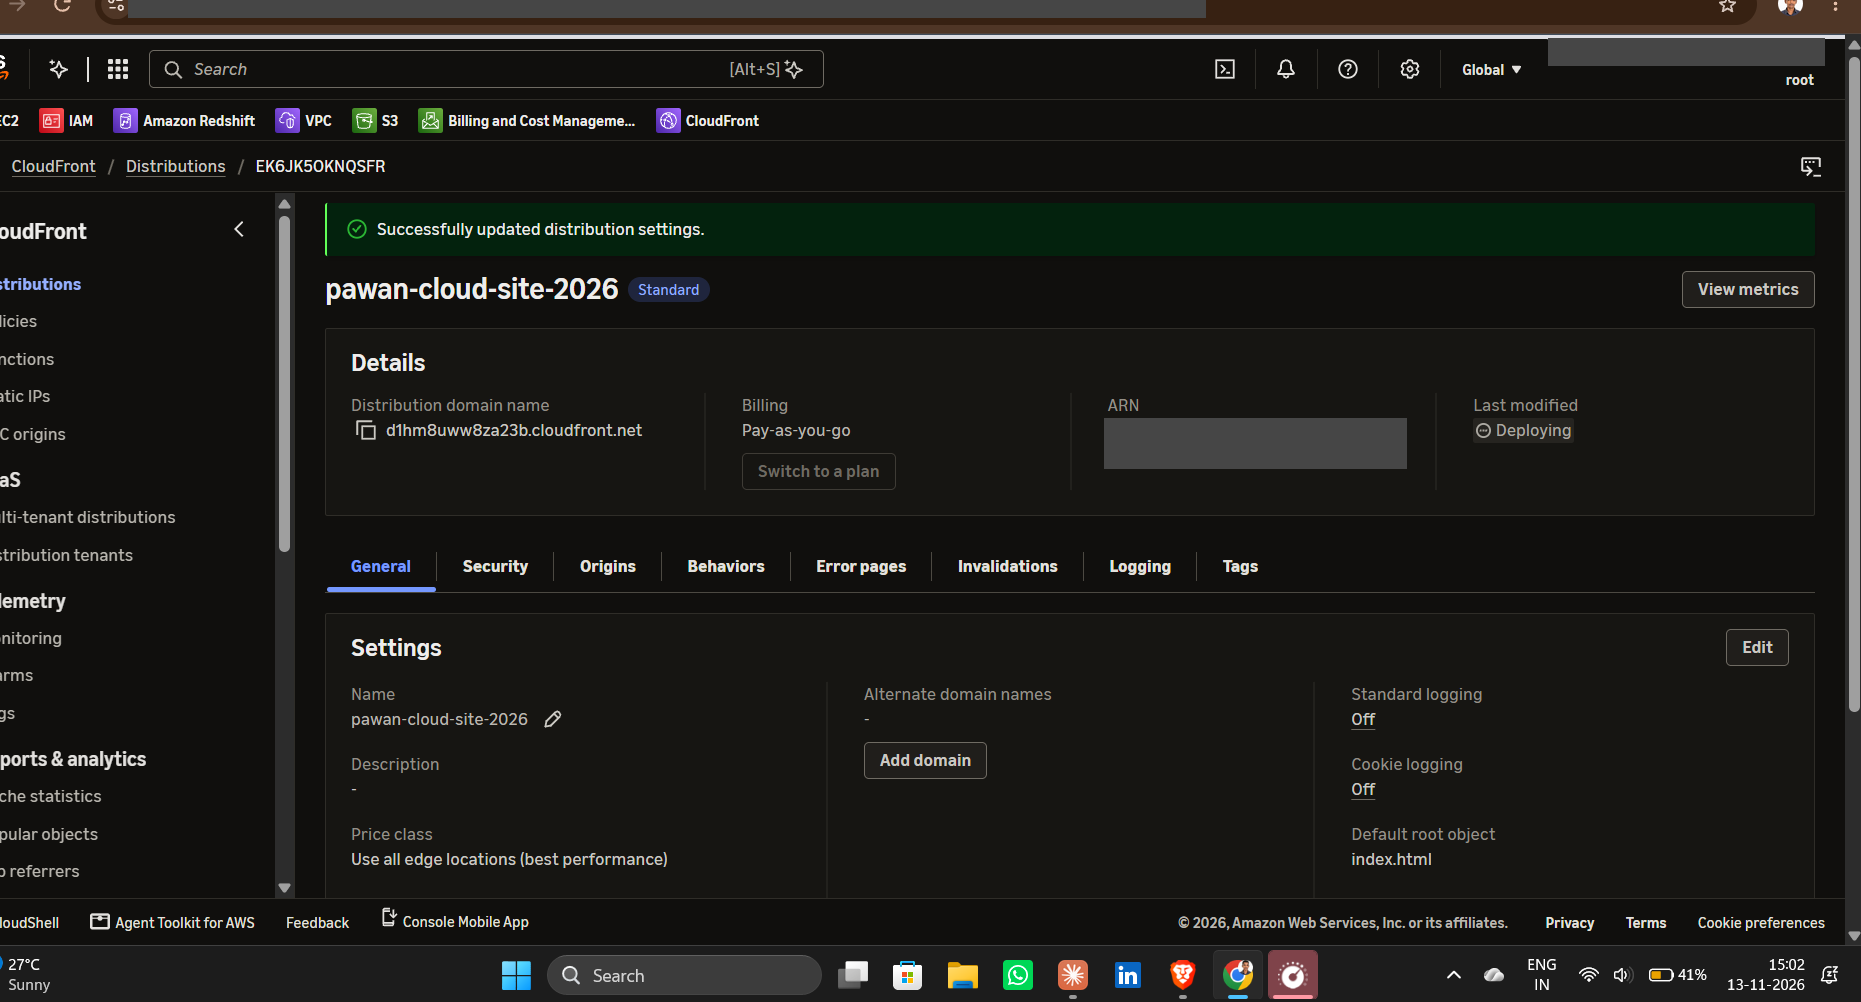 Search [Alt+S]
Global
root
EC2 IAM Amazon Redshift VPC S3 Billing and Cost Manageme... CloudFront
CloudFront / Distributions / EK6JK5OKNQSFR
oudFront
stributions
licies
nctions
atic IPs
C origins
aS
lti-tenant distributions
stribution tenants
lemetry
nitoring
arms
gs
ports & analytics
che statistics
pular objects
p referrers
Successfully updated distribution settings.
pawan-cloud-site-2026 Standard
View metrics
Details
Distribution domain name
d1hm8uww8za23b.cloudfront.net
Billing
Pay-as-you-go
Switch to a plan
ARN
Last modified
Deploying
General Security Origins Behaviors Error pages Invalidations Logging Tags
Settings
Edit
Name
pawan-cloud-site-2026
Description
-
Price class
Use all edge locations (best performance)
Alternate domain names
-
Add domain
Standard logging
Off
Cookie logging
Off
Default root object
index.html
loudShell Agent Toolkit for AWS Feedback Console Mobile App © 2026, Amazon Web Services, Inc. or its affiliates. Privacy Terms Cookie preferences
27°C
Sunny
Search
ENG
IN
41%
15:02
13-11-2026